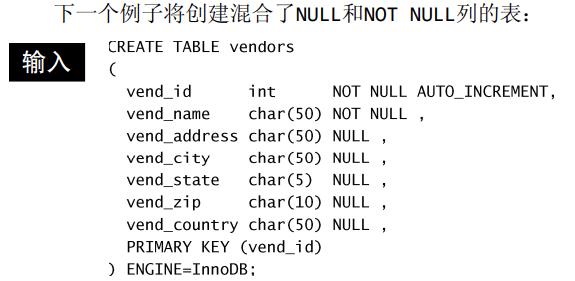 下一个例子将创建混合了NULL和NOT NULL列的表：
输入
CREATE TABLE vendors
(
  vend_id      int      NOT NULL AUTO_INCREMENT,
  vend_name    char(50) NOT NULL ,
  vend_address char(50) NULL ,
  vend_city    char(50) NULL ,
  vend_state   char(5)  NULL ,
  vend_zip     char(10) NULL ,
  vend_country char(50) NULL ,
  PRIMARY KEY (vend_id)
) ENGINE=InnoDB;